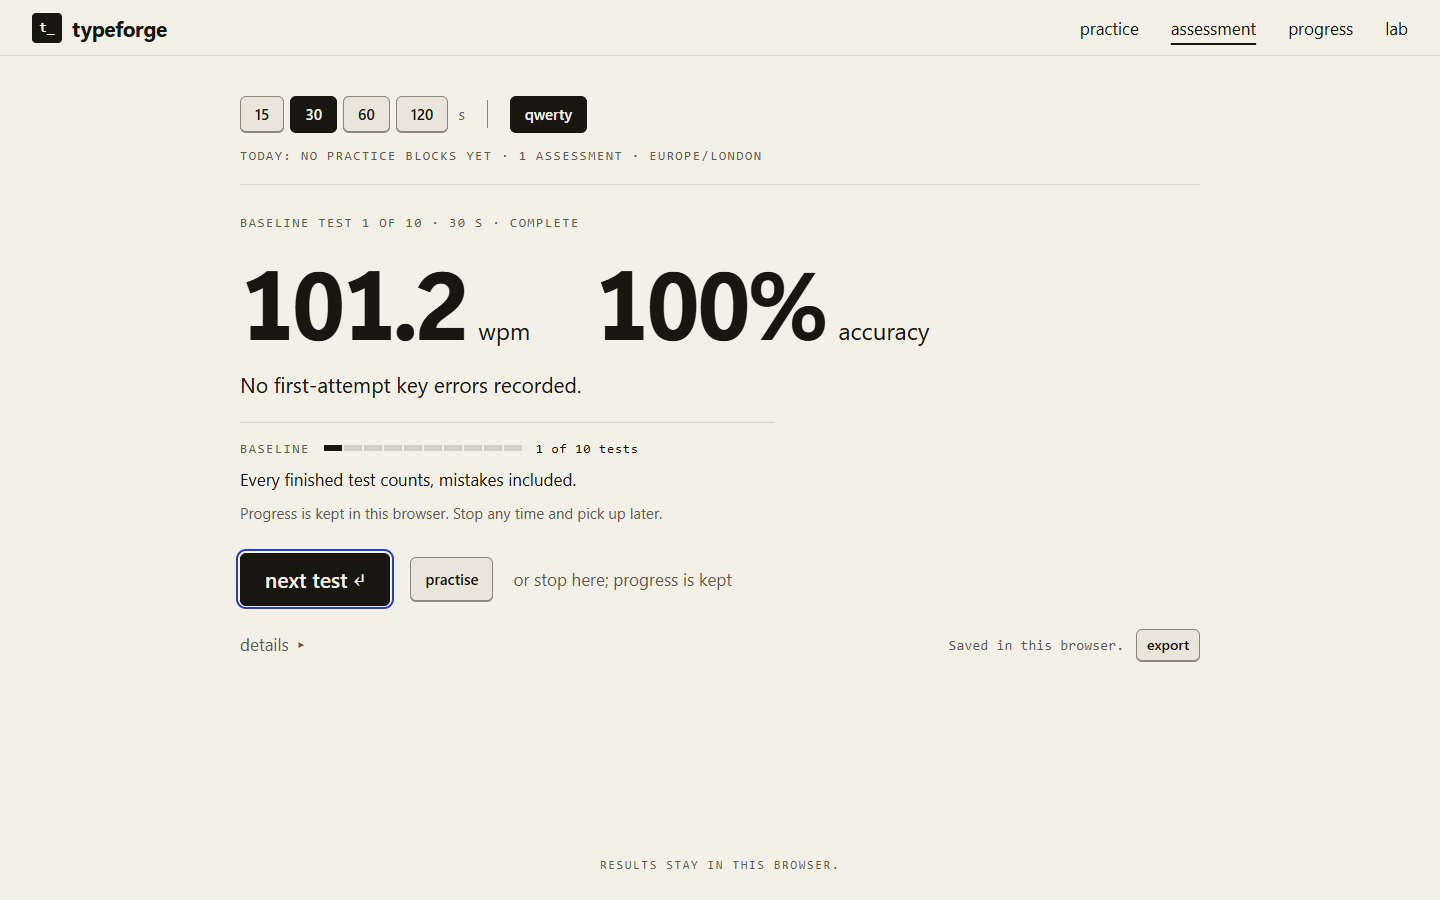 t_ typeforge practice assessment progress lab
15 30 60 120 s qwerty
TODAY: NO PRACTICE BLOCKS YET · 1 ASSESSMENT · EUROPE/LONDON
BASELINE TEST 1 OF 10 · 30 S · COMPLETE
101.2 wpm 100% accuracy
No first-attempt key errors recorded.
BASELINE 1 of 10 tests
Every finished test counts, mistakes included.
Progress is kept in this browser. Stop any time and pick up later.
next test ↵ practise or stop here; progress is kept
details ▸ Saved in this browser. export
RESULTS STAY IN THIS BROWSER.